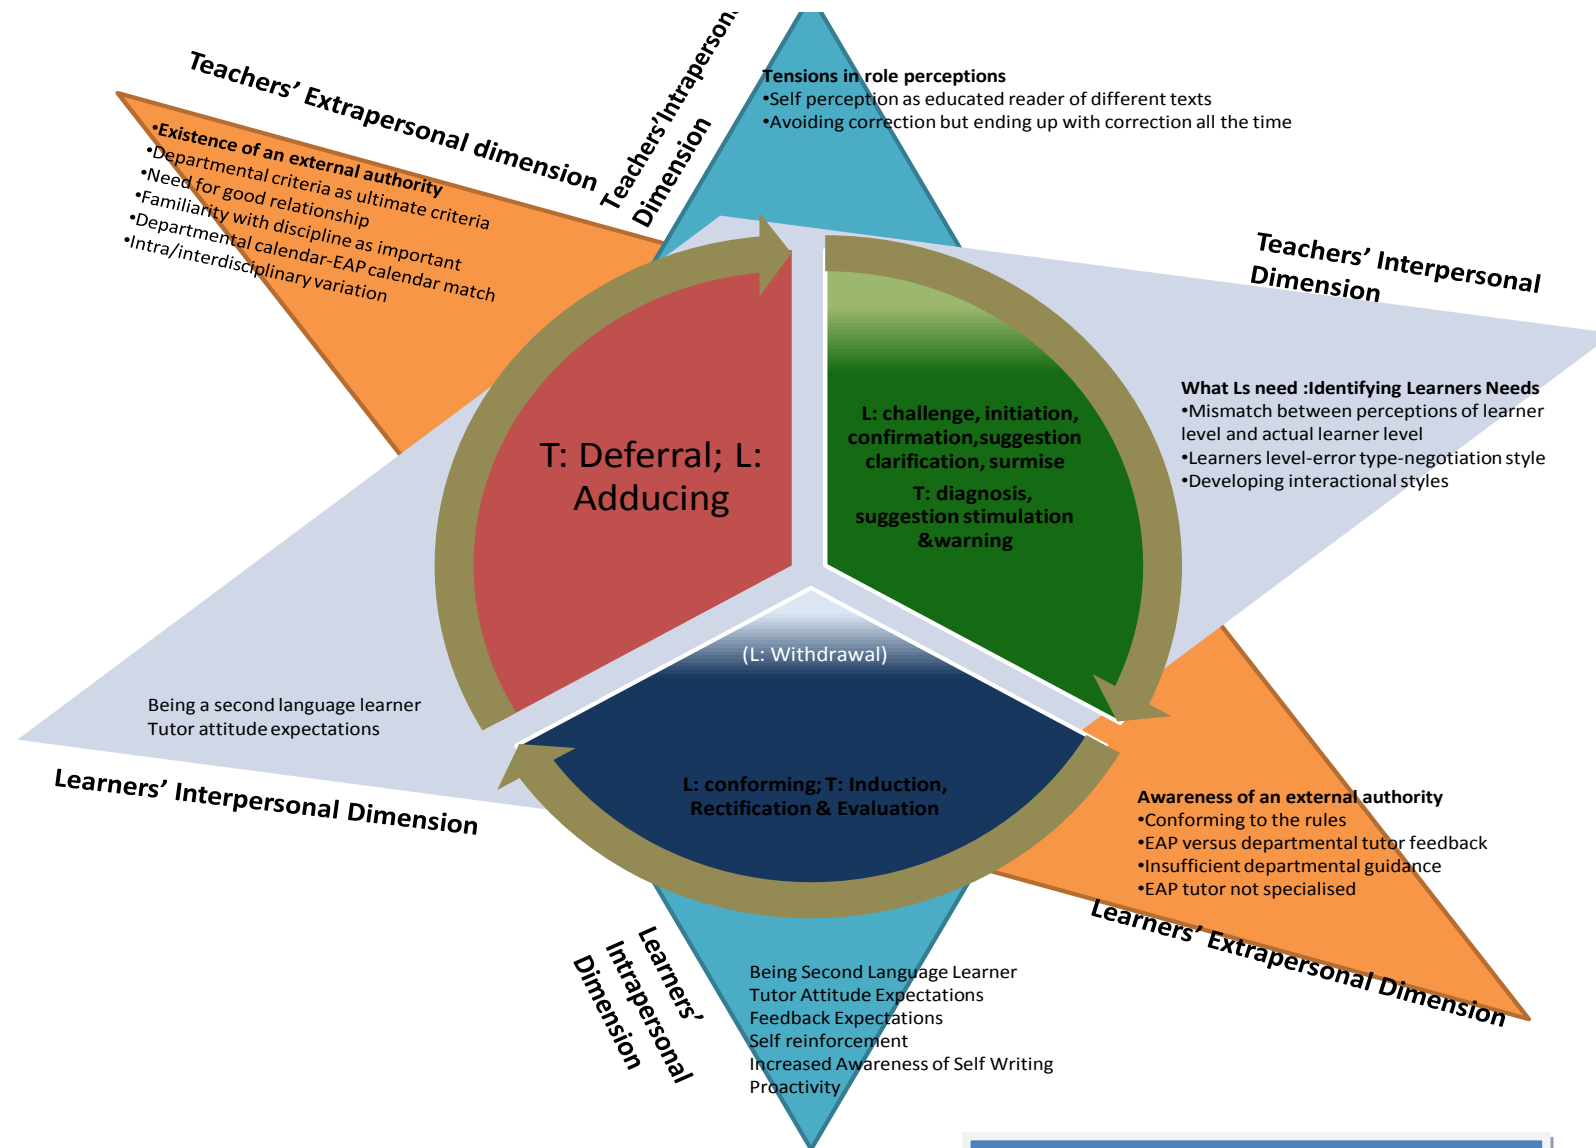 Teachers' Extrapersonal dimension
•Existence of an external authority
•Departmental criteria as ultimate criteria
•Need for good relationship
•Familiarity with discipline as important
•Departmental calendar-EAP calendar match
•Intra/interdisciplinary variation
Dimension
Tensions in role perceptions
•Self perception as educated reader of different texts
•Avoiding correction but ending up with correction all the time
Teachers' Interpersonal
Dimension
What Ls need :Identifying Learners Needs
•Mismatch between perceptions of learner
level and actual learner level
•Learners level-error type-negotiation style
•Developing interactional styles
T: Deferral; L:
Adducing
L: challenge, initiation,
confirmation,suggestion
clarification, surmise
T: diagnosis,
suggestion stimulation
&warning
(L: Withdrawal)
L: conforming; T: Induction,
Rectification & Evaluation
Being a second language learner
Tutor attitude expectations
Learners' Interpersonal Dimension
Awareness of an external authority
•Conforming to the rules
•EAP versus departmental tutor feedback
•Insufficient departmental guidance
•EAP tutor not specialised
Learners' Extrapersonal Dimension
Learners'
Intrapersonal
Dimension
Being Second Language Learner
Tutor Attitude Expectations
Feedback Expectations
Self reinforcement
Increased Awareness of Self Writing
Proactivity